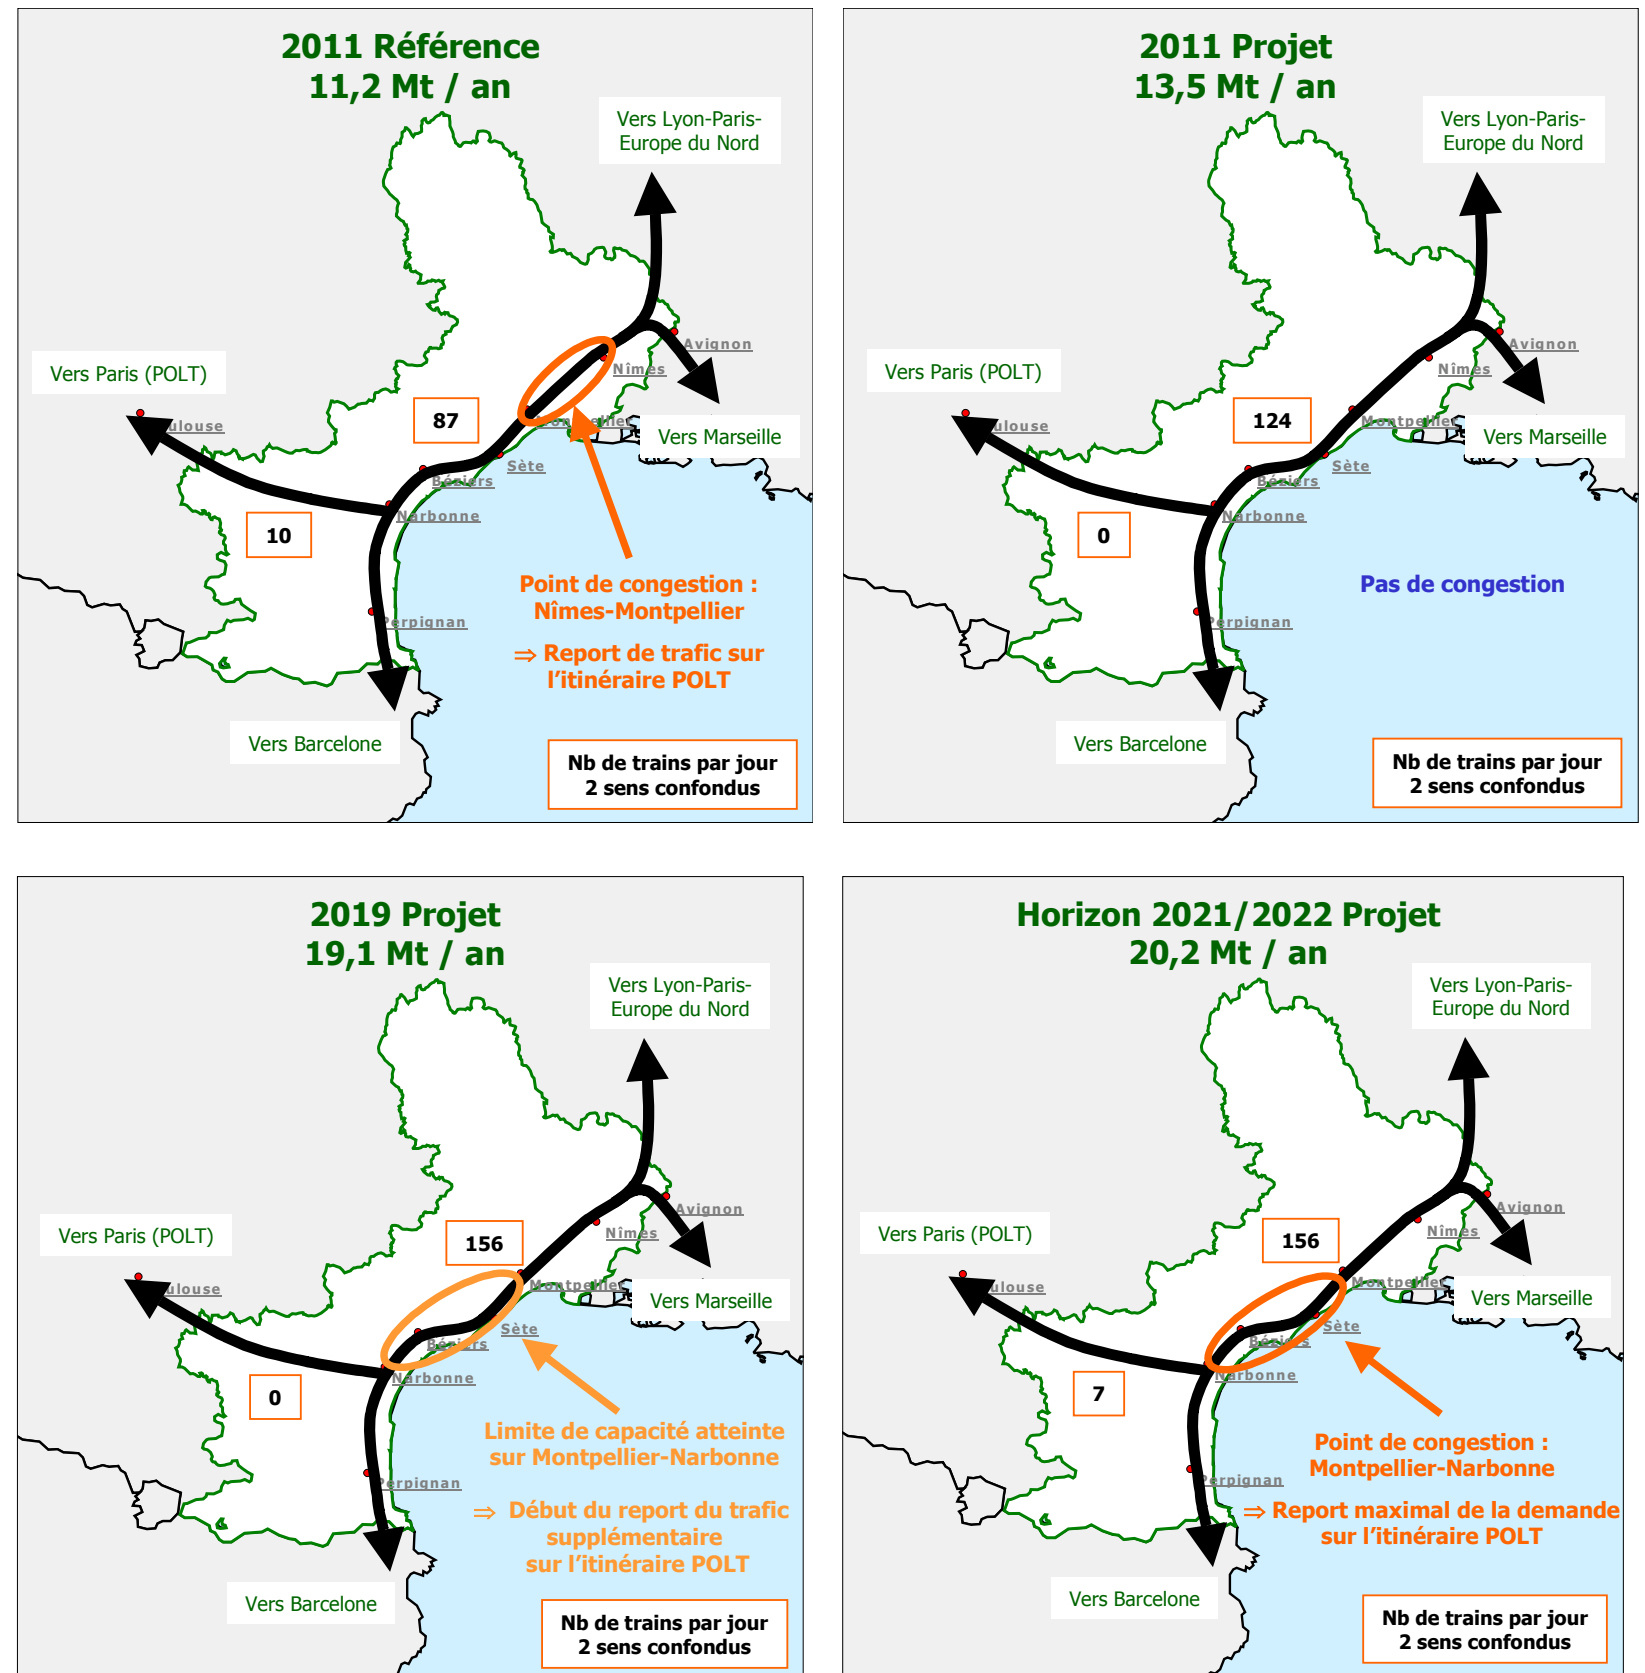 2011 Référence
11,2 Mt / an
Vers Lyon-Paris-
Europe du Nord
Avignon
Nîmes
Vers Paris (POLT)
87
Montpellier
Vers Marseille
ulouse
Sète
Béziers
Narbonne
10
Point de congestion :
Nîmes-Montpellier
⇒ Report de trafic sur
l'itinéraire POLT
Perpignan
Vers Barcelone
Nb de trains par jour
2 sens confondus
2011 Projet
13,5 Mt / an
Vers Lyon-Paris-
Europe du Nord
Avignon
Nîmes
Vers Paris (POLT)
124
Montpellier
Vers Marseille
ulouse
Sète
Béziers
Narbonne
0
Pas de congestion
Perpignan
Vers Barcelone
Nb de trains par jour
2 sens confondus
2019 Projet
19,1 Mt / an
Vers Lyon-Paris-
Europe du Nord
Avignon
Nîmes
Vers Paris (POLT)
156
Montpellier
Vers Marseille
ulouse
Sète
Béziers
Narbonne
0
Limite de capacité atteinte
sur Montpellier-Narbonne
⇒ Début du report du trafic
supplémentaire
sur l'itinéraire POLT
Perpignan
Vers Barcelone
Nb de trains par jour
2 sens confondus
Horizon 2021/2022 Projet
20,2 Mt / an
Vers Lyon-Paris-
Europe du Nord
Avignon
Nîmes
Vers Paris (POLT)
156
Montpellier
Vers Marseille
ulouse
Sète
Béziers
Narbonne
7
Point de congestion :
Montpellier-Narbonne
⇒ Report maximal de la demande
sur l'itinéraire POLT
Perpignan
Vers Barcelone
Nb de trains par jour
2 sens confondus